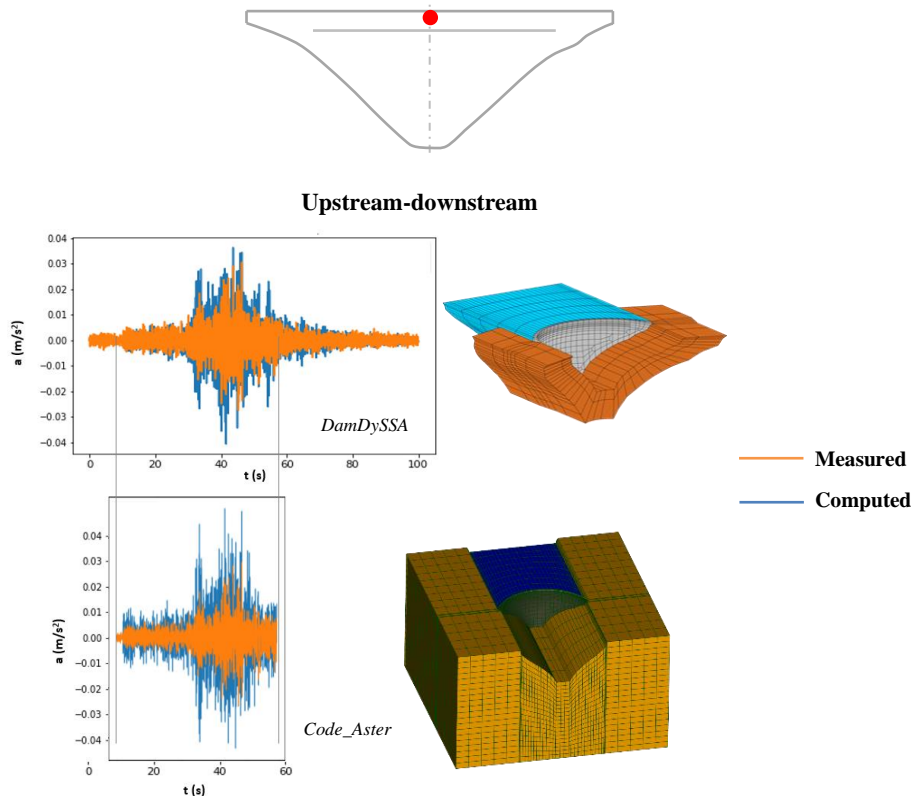 Upstream-downstream
0.04
0.03
0.02
0.01
0.00
−0.01
−0.02
−0.03
−0.04
a (m/s²)
DamDySSA
0 20 40 60 80 100
t (s)
Measured
Computed
0.04
0.03
0.02
0.01
0.00
−0.01
−0.02
−0.03
−0.04
a (m/s²)
Code_Aster
0 20 40 60
t (s)